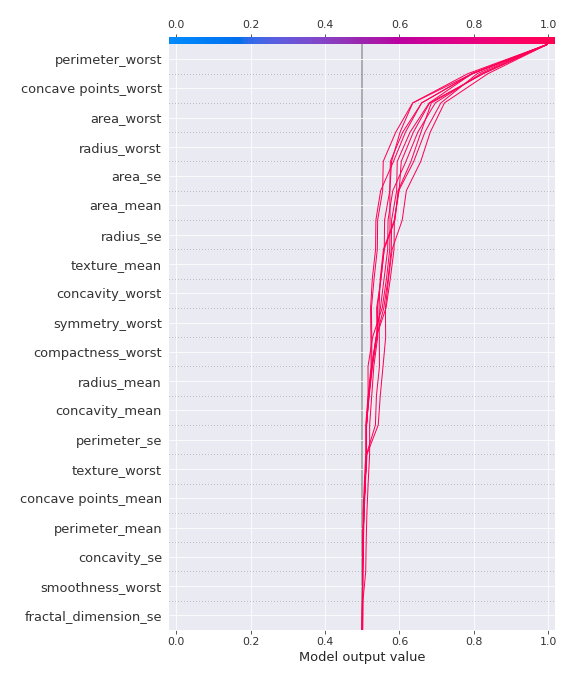 0.0 0.2 0.4 0.6 0.8 1.0
perimeter_worst
concave points_worst
area_worst
radius_worst
area_se
area_mean
radius_se
texture_mean
concavity_worst
symmetry_worst
compactness_worst
radius_mean
concavity_mean
perimeter_se
texture_worst
concave points_mean
perimeter_mean
concavity_se
smoothness_worst
fractal_dimension_se
0.0 0.2 0.4 0.6 0.8 1.0
Model output value